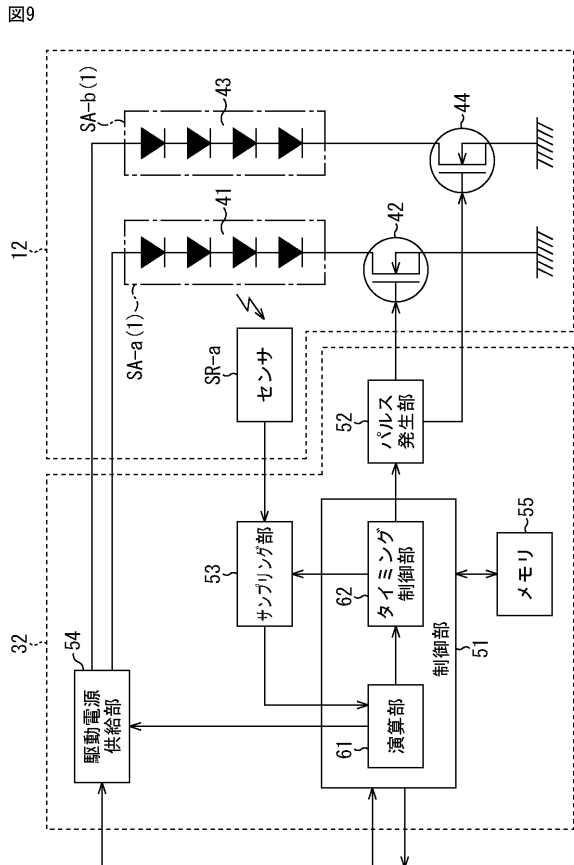 図9
12
SA-b(1)
43
44
SA-a(1)
41
42
SR-a
センサ
32
54
駆動電源
供給部
53
サンプリング部
52
パルス
発生部
62
タイミング
制御部
61
演算部
制御部
51
55
メモリ